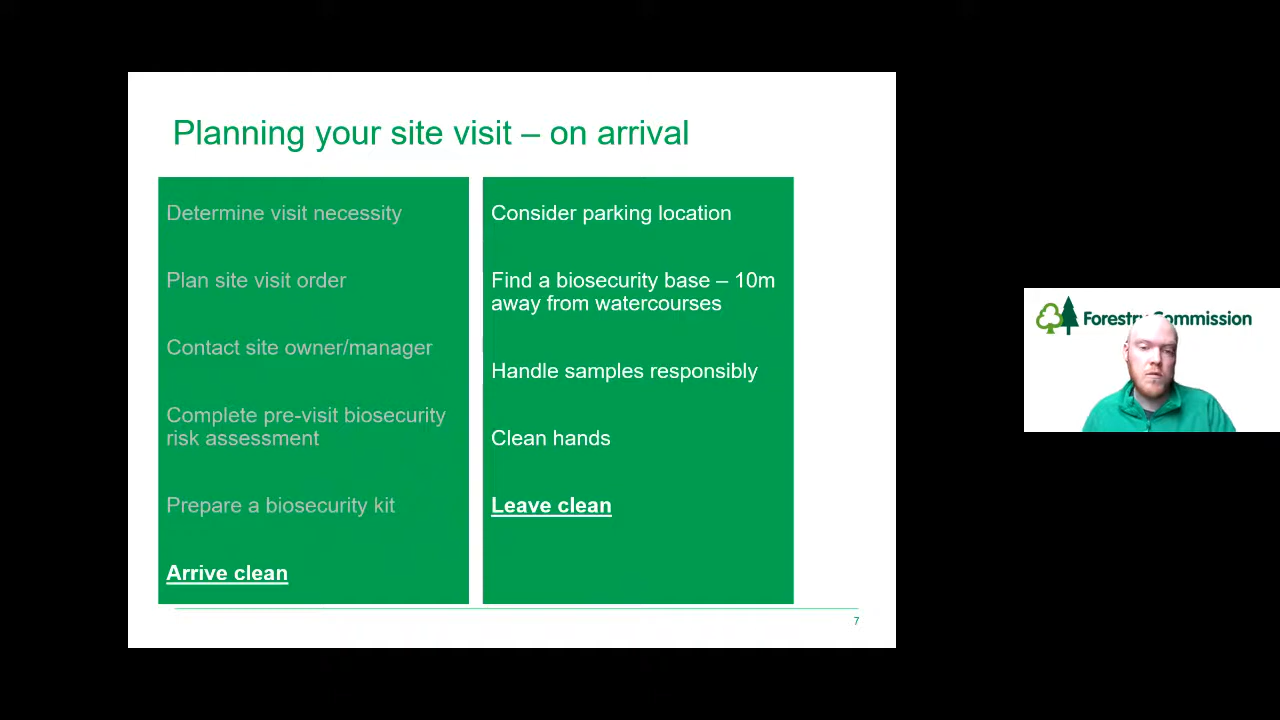 Planning your site visit – on arrival
Determine visit necessity
Plan site visit order
Contact site owner/manager
Complete pre-visit biosecurity
risk assessment
Prepare a biosecurity kit
Arrive clean
Consider parking location
Find a biosecurity base – 10m
away from watercourses
Handle samples responsibly
Clean hands
Leave clean
7
Forestry Commission